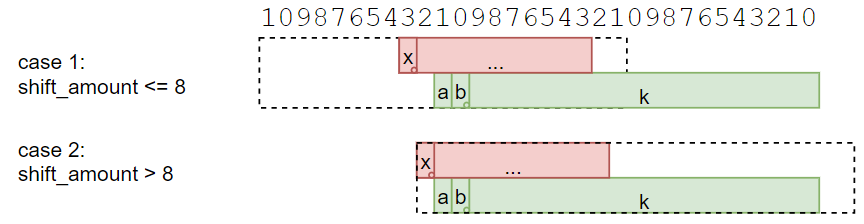 10987654321098765432109876543210
case 1:
shift_amount <= 8
x ...
a b k
case 2:
shift_amount > 8
x ...
a b k